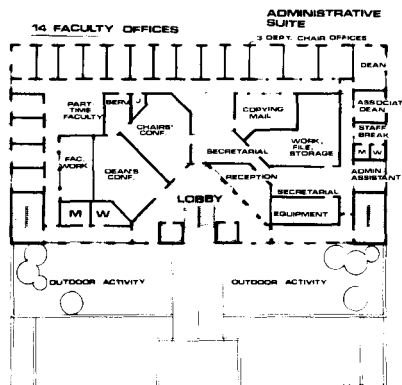 14 FACULTY OFFICES
ADMINISTRATIVE
SUITE
3 DEPT. CHAIR OFFICES
DEAN
PART
TIME
FACULTY
SERV.
J
CHAIRS'
CONF.
COPYING
MAIL
ASSOCIATE
DEAN
STAFF
BREAK
M
W
ADMIN
ASSISTANT
FAC.
WORK
DEAN'S
CONF.
SECRETARIAL
WORK,
FILE,
STORAGE
RECEPTION
SECRETARIAL
LOBBY
M
W
EQUIPMENT
OUTDOOR ACTIVITY
OUTDOOR ACTIVITY